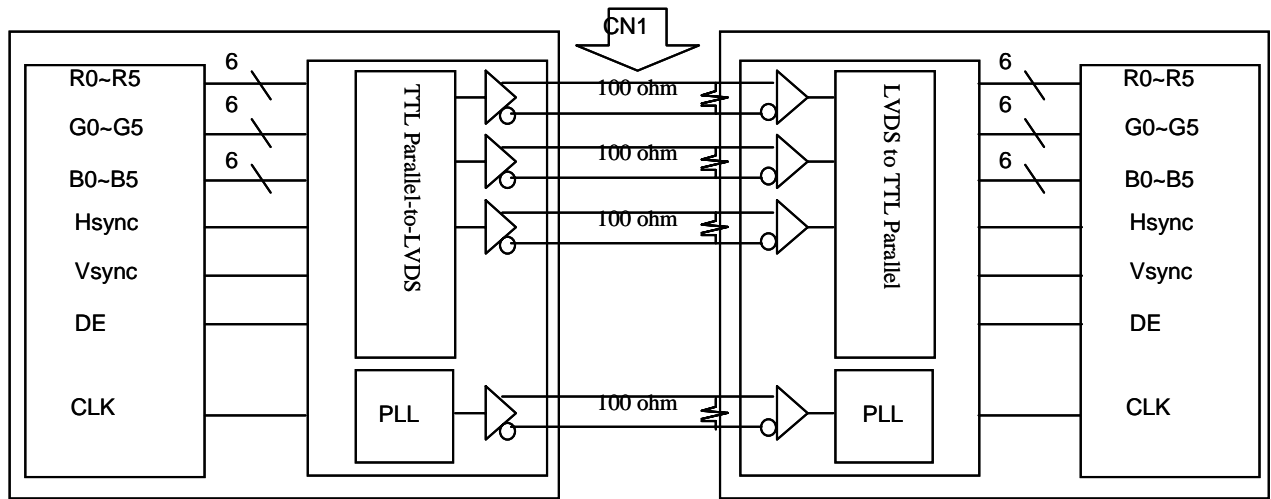 CN1
R0~R5
6
G0~G5
6
B0~B5
6
Hsync
Vsync
DE
CLK
TTL Parallel-to-LVDS
PLL
100 ohm
100 ohm
100 ohm
100 ohm
LVDS to TTL Parallel
PLL
6
R0~R5
6
G0~G5
6
B0~B5
Hsync
Vsync
DE
CLK